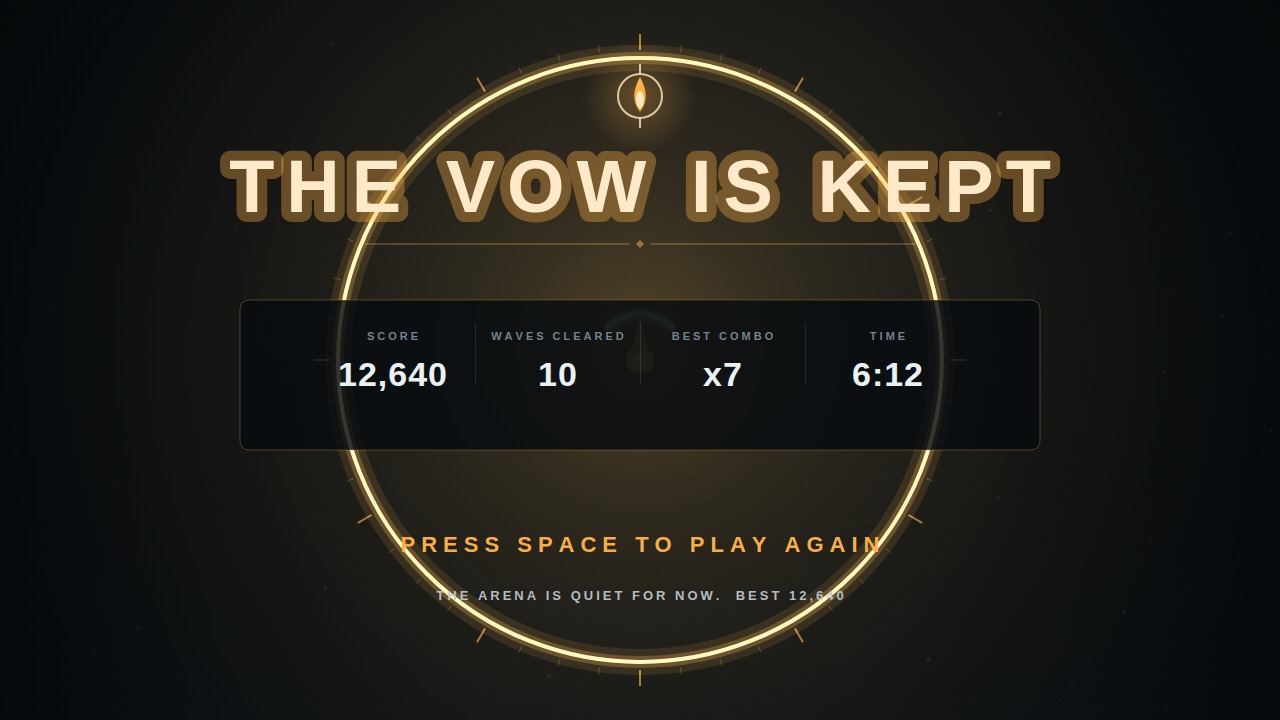 THE VOW IS KEPT
SCORE WAVES CLEARED BEST COMBO TIME
12,640 10 x7 6:12
PRESS SPACE TO PLAY AGAIN
THE ARENA IS QUIET FOR NOW. BEST 12,640